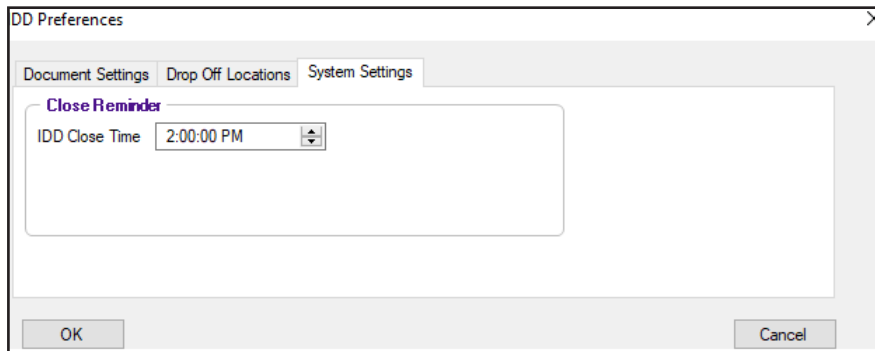 DD Preferences
Document Settings Drop Off Locations System Settings
Close Reminder
IDD Close Time 2:00:00 PM
OK Cancel